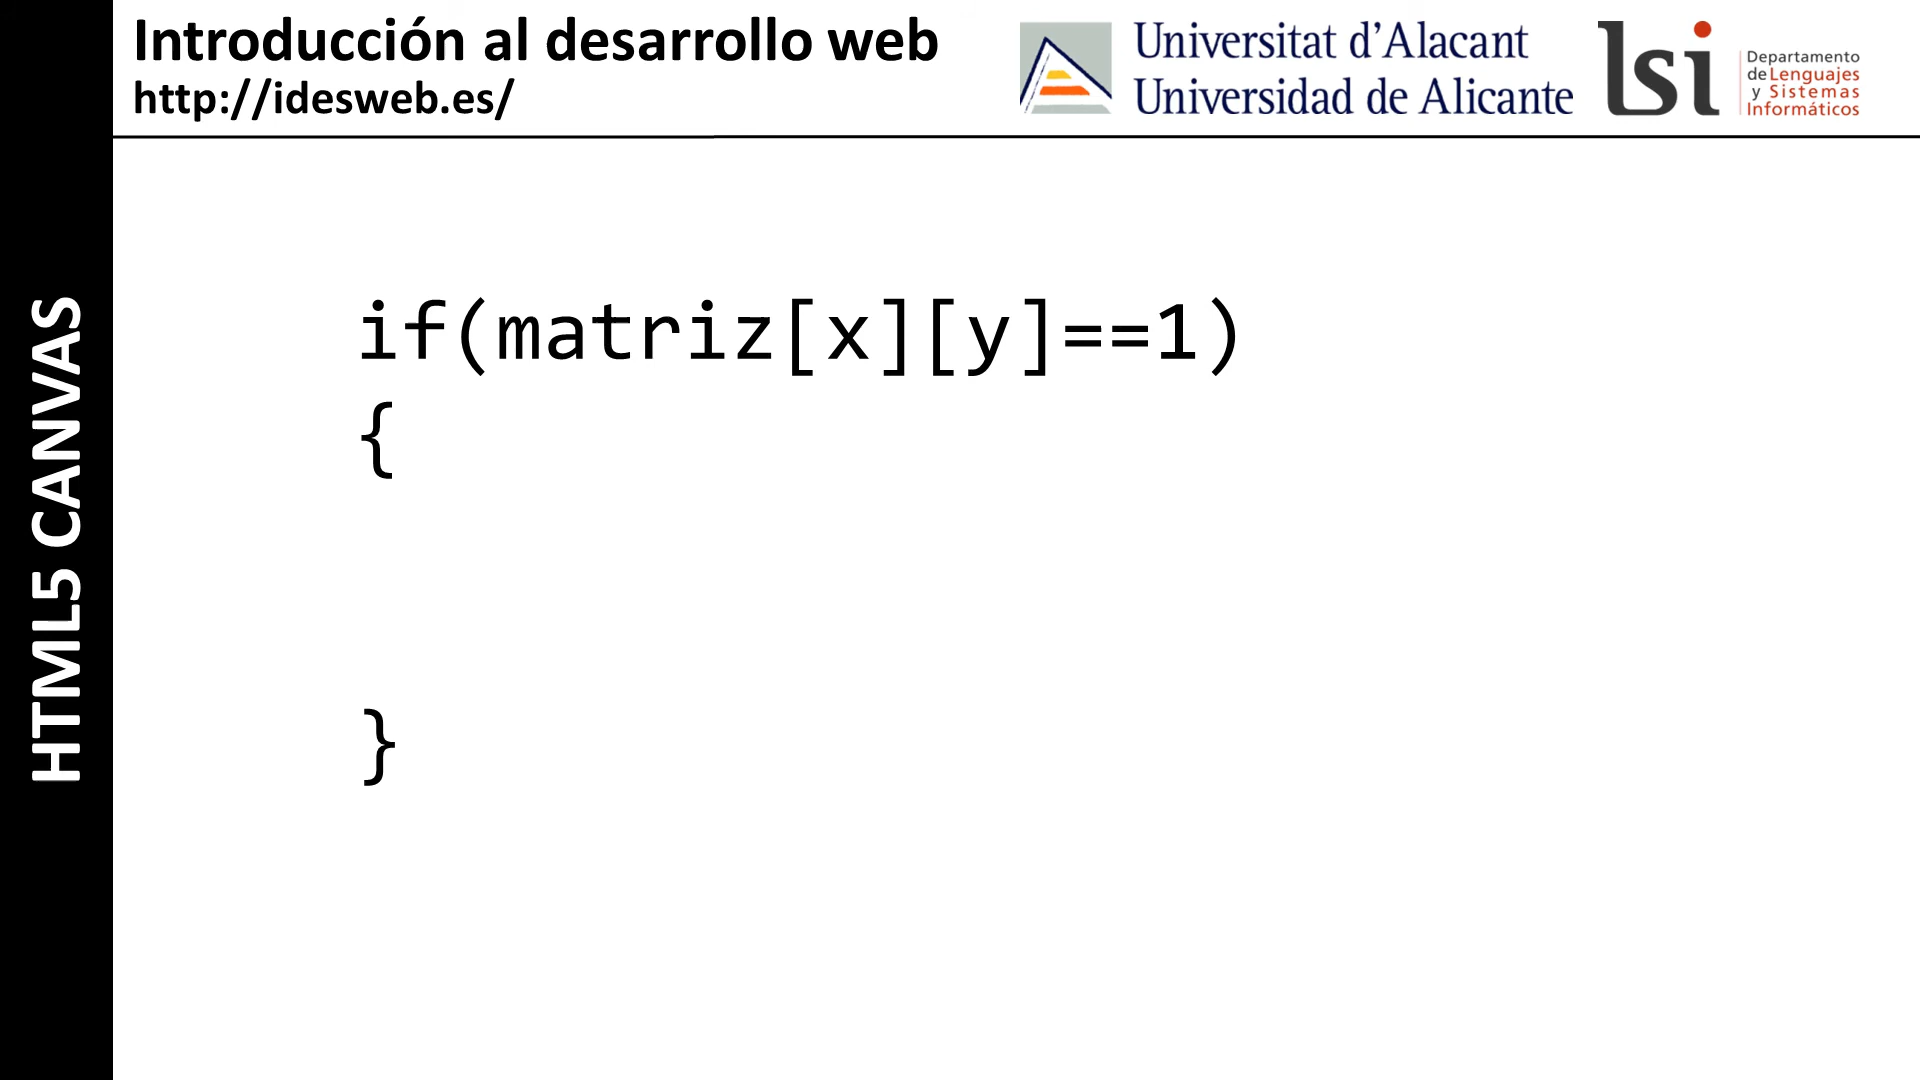 Introducción al desarrollo web
http://idesweb.es/
Universitat d’Alacant
Universidad de Alicante
lsi
Departamento
de Lenguajes
y Sistemas
Informáticos
HTML5 CANVAS
if(matriz[x][y]==1)
{
}